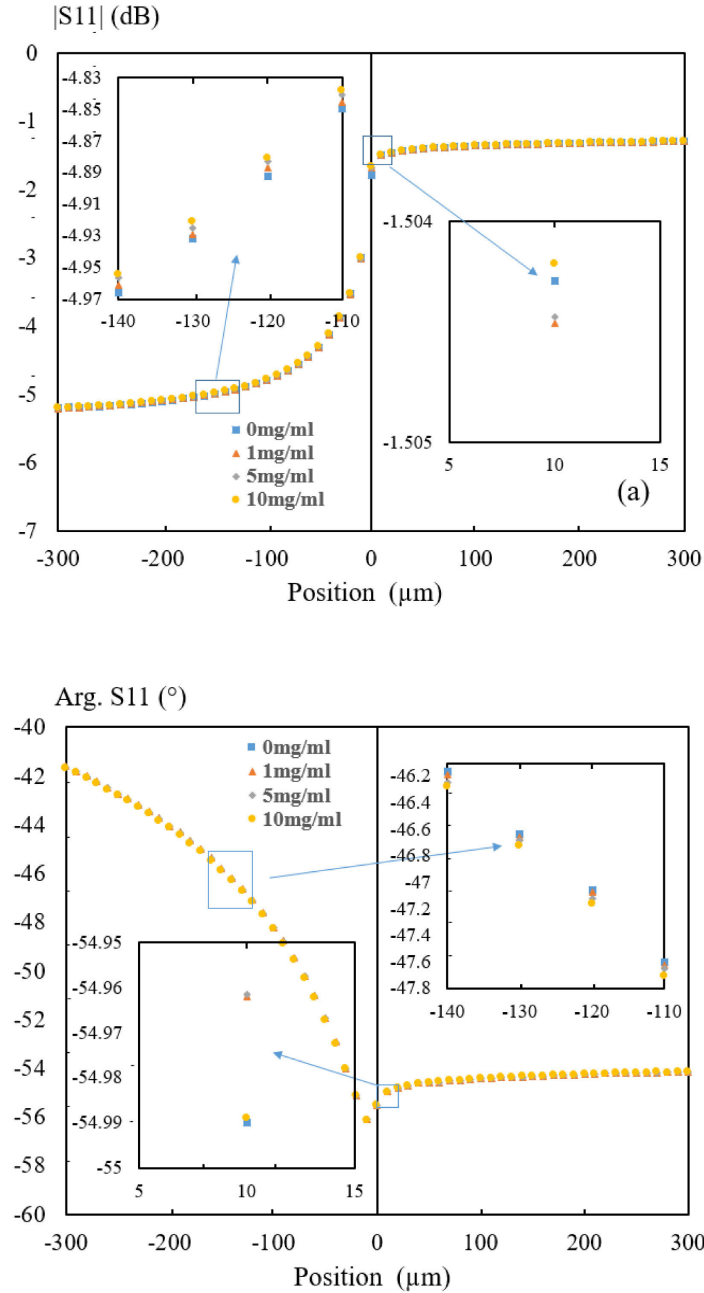 |S11| (dB)
0
-1
-2
-3
-4
-5
-6
-7
-4.83
-4.85
-4.87
-4.89
-4.91
-4.93
-4.95
-4.97
-140 -130 -120 -110
-1.504
-1.505
5 10 15
0mg/ml
1mg/ml
5mg/ml
10mg/ml
(a)
-300 -200 -100 0 100 200 300
Position (µm)
Arg. S11 (°)
-40
-42
-44
-46
-48
-50
-52
-54
-56
-58
-60
0mg/ml
1mg/ml
5mg/ml
10mg/ml
-46.2
-46.4
-46.6
-46.8
-47
-47.2
-47.4
-47.6
-47.8
-140 -130 -120 -110
-54.95
-54.96
-54.97
-54.98
-54.99
-55
5 10 15
-300 -200 -100 0 100 200 300
Position (µm)